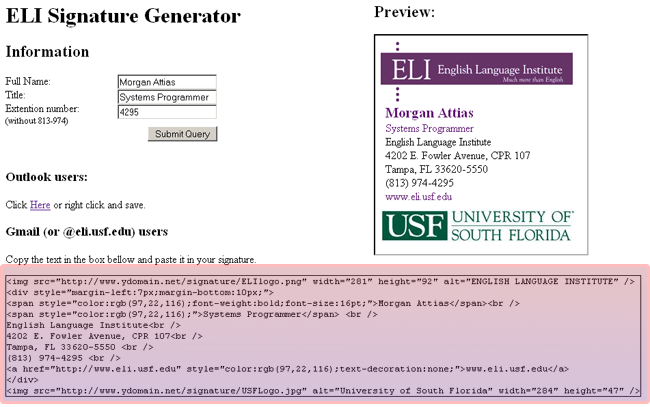 ELI Signature Generator
Information
Full Name: Morgan Attias
Title: Systems Programmer
Extention number: 4295
(without 813-974)
Submit Query
Outlook users:
Click Here or right click and save.
Gmail (or @eli.usf.edu) users
Copy the text in the box bellow and paste it in your signature.
Preview:
ELI English Language Institute
Much more than English
Morgan Attias
Systems Programmer
English Language Institute
4202 E. Fowler Avenue, CPR 107
Tampa, FL 33620-5550
(813) 974-4295
www.eli.usf.edu
USF UNIVERSITY OF
SOUTH FLORIDA
<img src="http://www.ydomain.net/signature/ELIlogo.png" width="281" height="92" alt="ENGLISH LANGUAGE INSTITUTE" />
<div style="margin-left:7px;margin-bottom:10px;">
<span style="color:rgb(97,22,116);font-weight:bold;font-size:16pt;">Morgan Attias</span><br />
<span style="color:rgb(97,22,116);">Systems Programmer</span> <br />
English Language Institute<br />
4202 E. Fowler Avenue, CPR 107<br />
Tampa, FL 33620-5550 <br />
(813) 974-4295 <br />
<a href="http://www.eli.usf.edu" style="color:rgb(97,22,116);text-decoration:none;">www.eli.usf.edu</a>
</div>
<img src="http://www.ydomain.net/signature/USFLogo.jpg" alt="University of South Florida" width="284" height="47" />